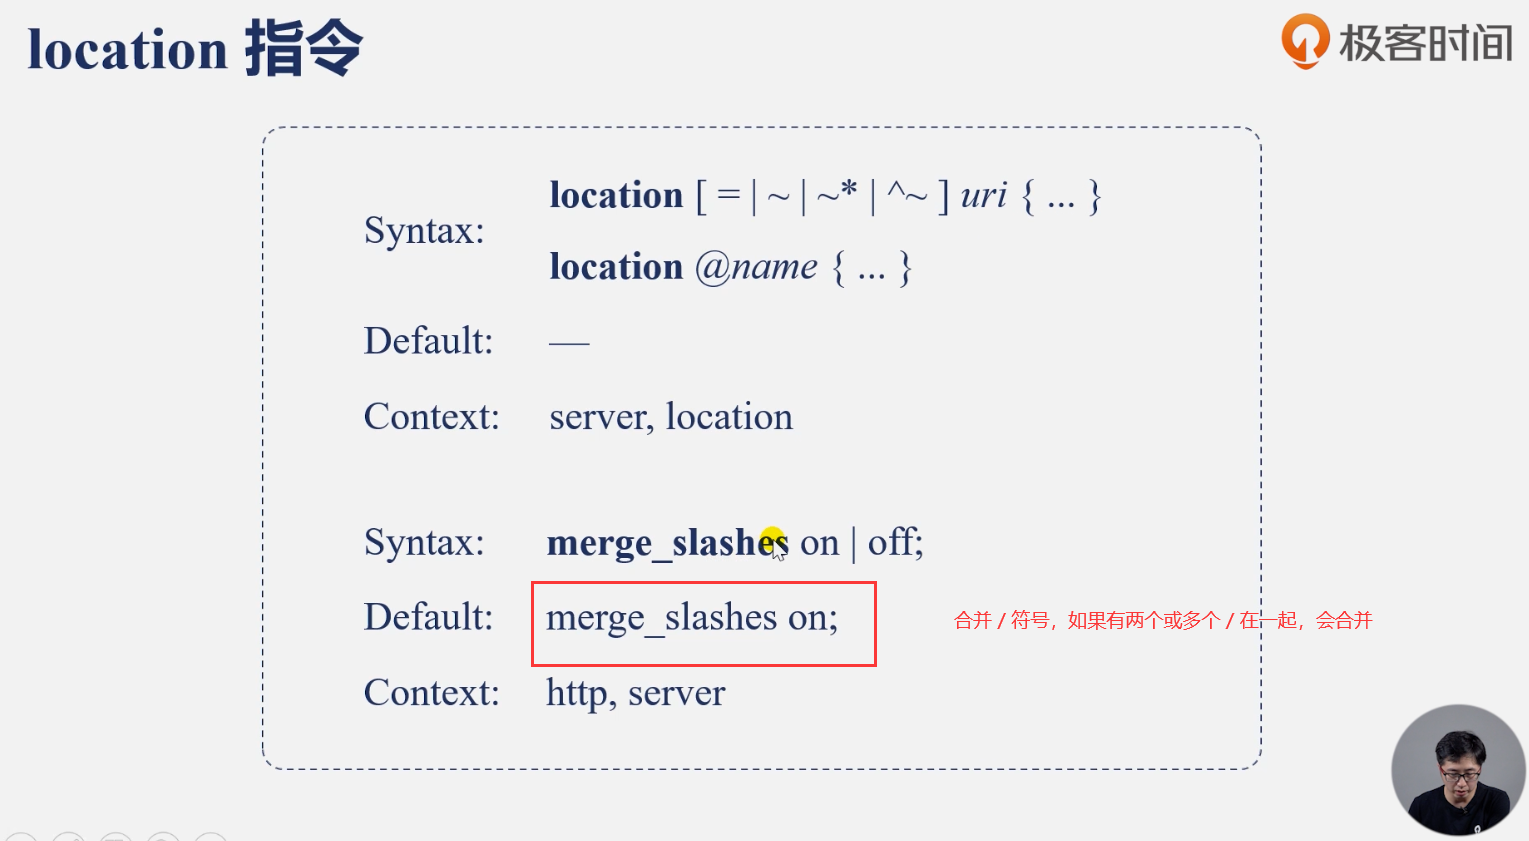 location 指令
极客时间
Syntax:
location [ = | ~ | ~* | ^~ ] uri { ... }
location @name { ... }
Default: —
Context: server, location
Syntax: merge_slashes on | off;
Default: merge_slashes on;
合并 / 符号，如果有两个或多个 / 在一起，会合并
Context: http, server